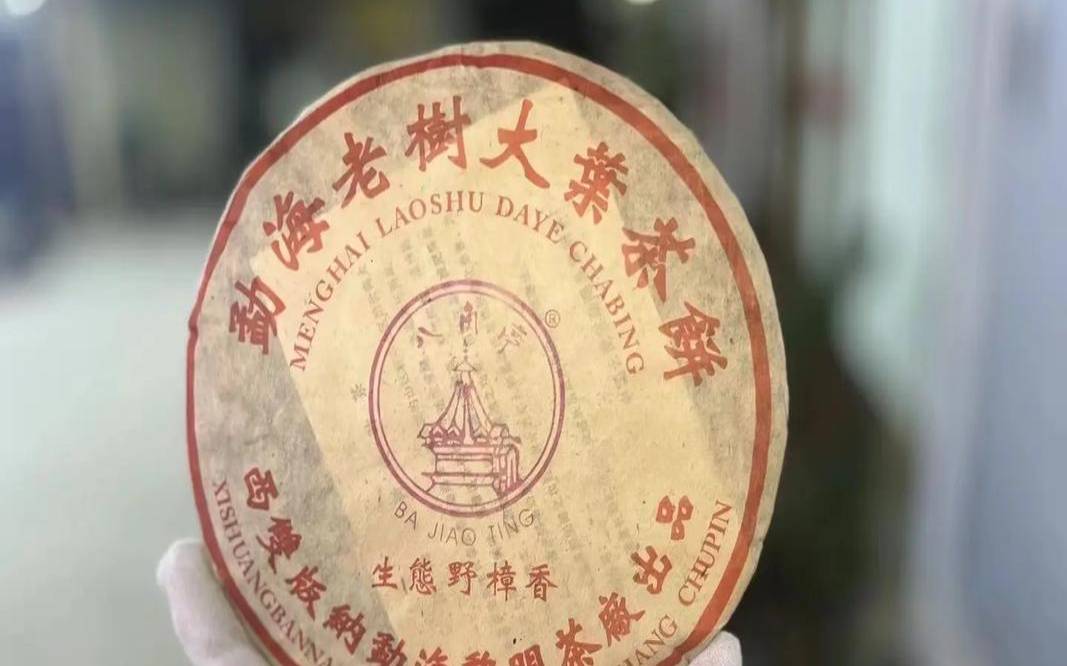 勐海老樹大葉茶餅
MENGHAI LAOSHU DAYE CHABING
八角亭
®
BA JIAO TING
生態野樟香
西雙版納勐海黎明茶廠出品
XISHUANGBANNA
CHUPIN